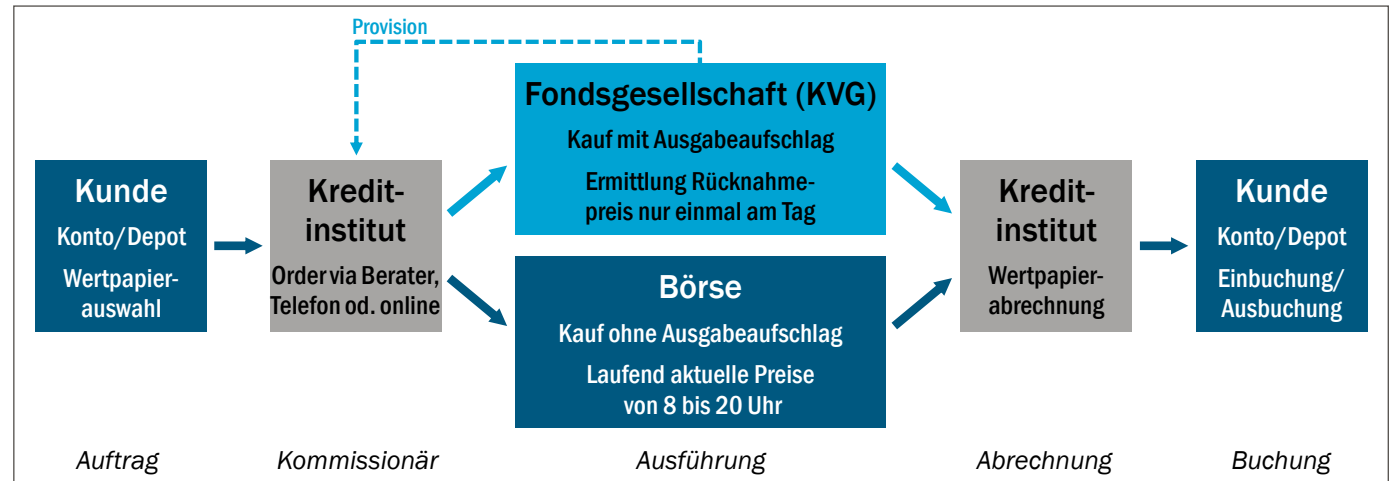 Provision
Fondsgesellschaft (KVG)
Kauf mit Ausgabeaufschlag
Ermittlung Rücknahme-
preis nur einmal am Tag
Kunde
Konto/Depot
Wertpapier-
auswahl
Kredit-
institut
Order via Berater,
Telefon od. online
Börse
Kauf ohne Ausgabeaufschlag
Laufend aktuelle Preise
von 8 bis 20 Uhr
Kredit-
institut
Wertpapier-
abrechnung
Kunde
Konto/Depot
Einbuchung/
Ausbuchung
Auftrag
Kommissionär
Ausführung
Abrechnung
Buchung